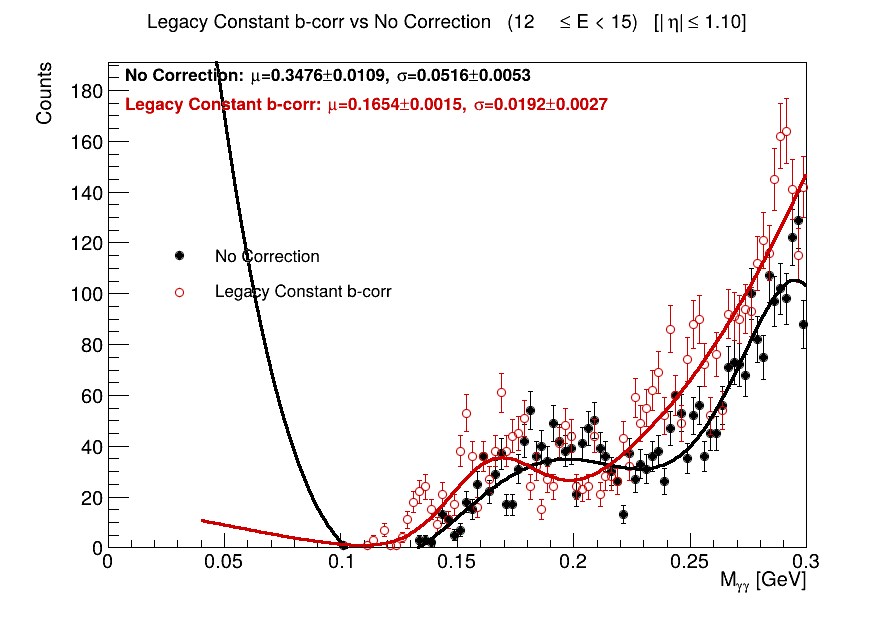 Legacy Constant b-corr vs No Correction (12 ≤ E < 15) [|η| ≤ 1.10]
No Correction: μ=0.3476±0.0109, σ=0.0516±0.0053
Legacy Constant b-corr: μ=0.1654±0.0015, σ=0.0192±0.0027
Counts
180
160
140
120
100
80
60
40
20
0
No Correction
Legacy Constant b-corr
0 0.05 0.1 0.15 0.2 0.25 0.3
Mγγ [GeV]